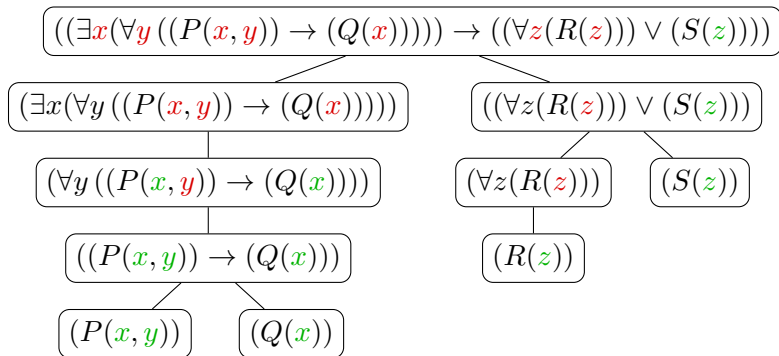 ((∃x(∀y ((P(x, y)) → (Q(x))))) → ((∀z(R(z))) ∨ (S(z))))
(∃x(∀y ((P(x, y)) → (Q(x))))) ((∀z(R(z))) ∨ (S(z)))
(∀y ((P(x, y)) → (Q(x)))) (∀z(R(z))) (S(z))
((P(x, y)) → (Q(x))) (R(z))
(P(x, y)) (Q(x))